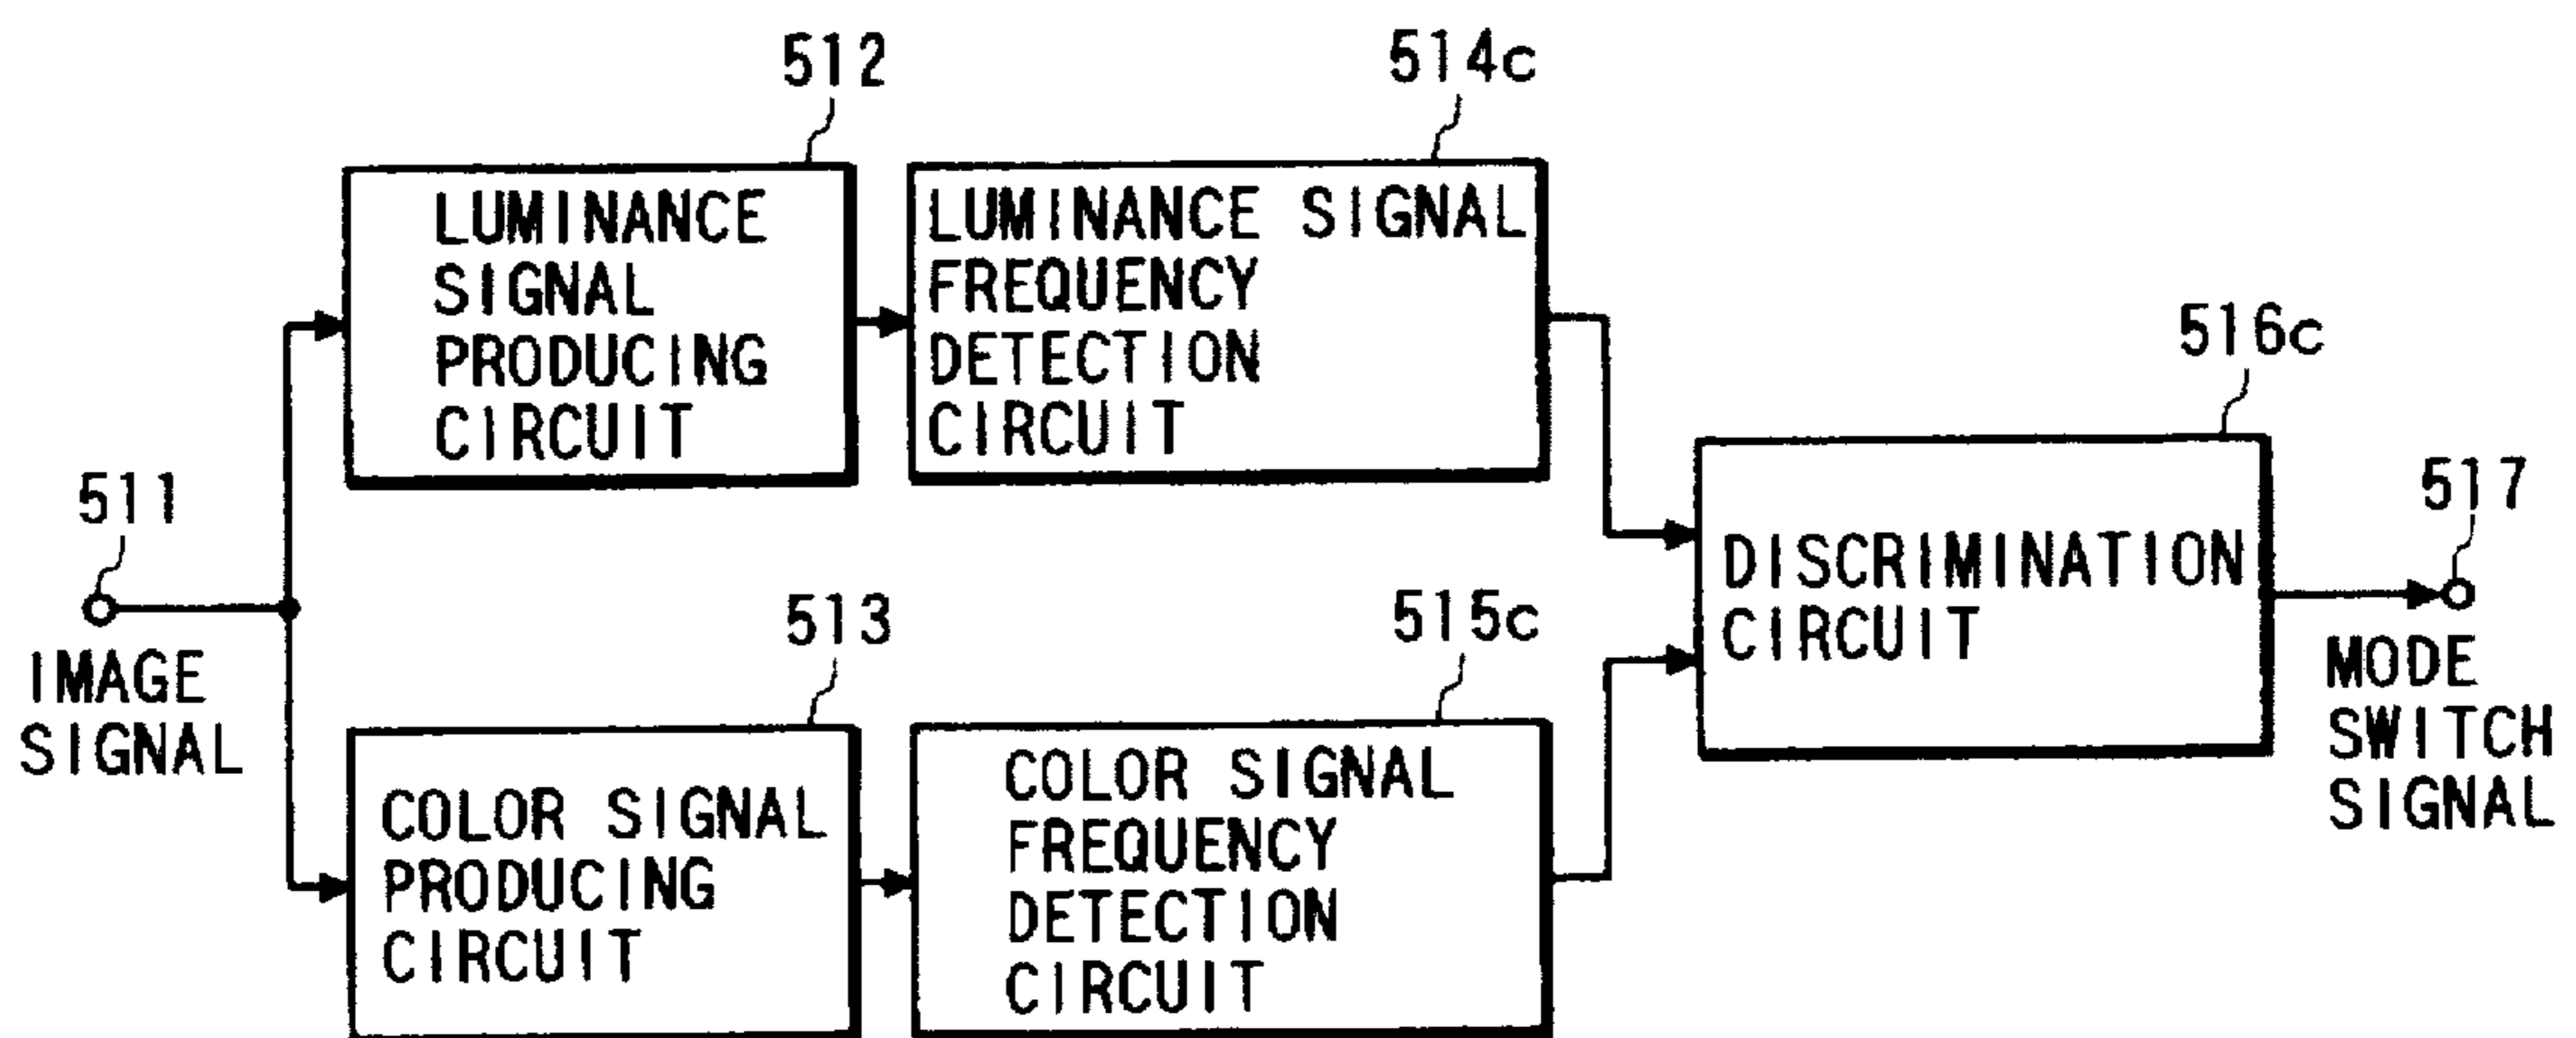 512
514c
LUMINANCE
SIGNAL
PRODUCING
CIRCUIT
LUMINANCE SIGNAL
FREQUENCY
DETECTION
CIRCUIT
516c
511
517
IMAGE
SIGNAL
DISCRIMINATION
CIRCUIT
MODE
SWITCH
SIGNAL
513
515c
COLOR SIGNAL
PRODUCING
CIRCUIT
COLOR SIGNAL
FREQUENCY
DETECTION
CIRCUIT